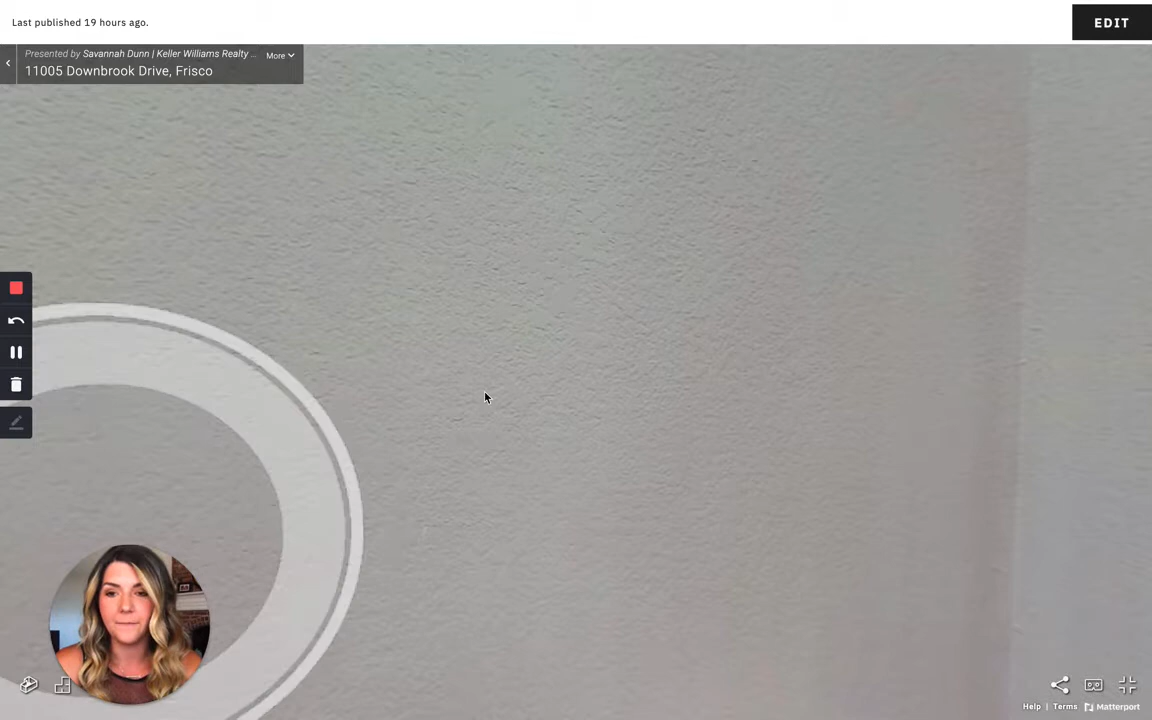 Last published 19 hours ago.
EDIT
Presented by Savannah Dunn | Keller Williams Realty ...
More
11005 Downbrook Drive, Frisco
Help | Terms Matterport